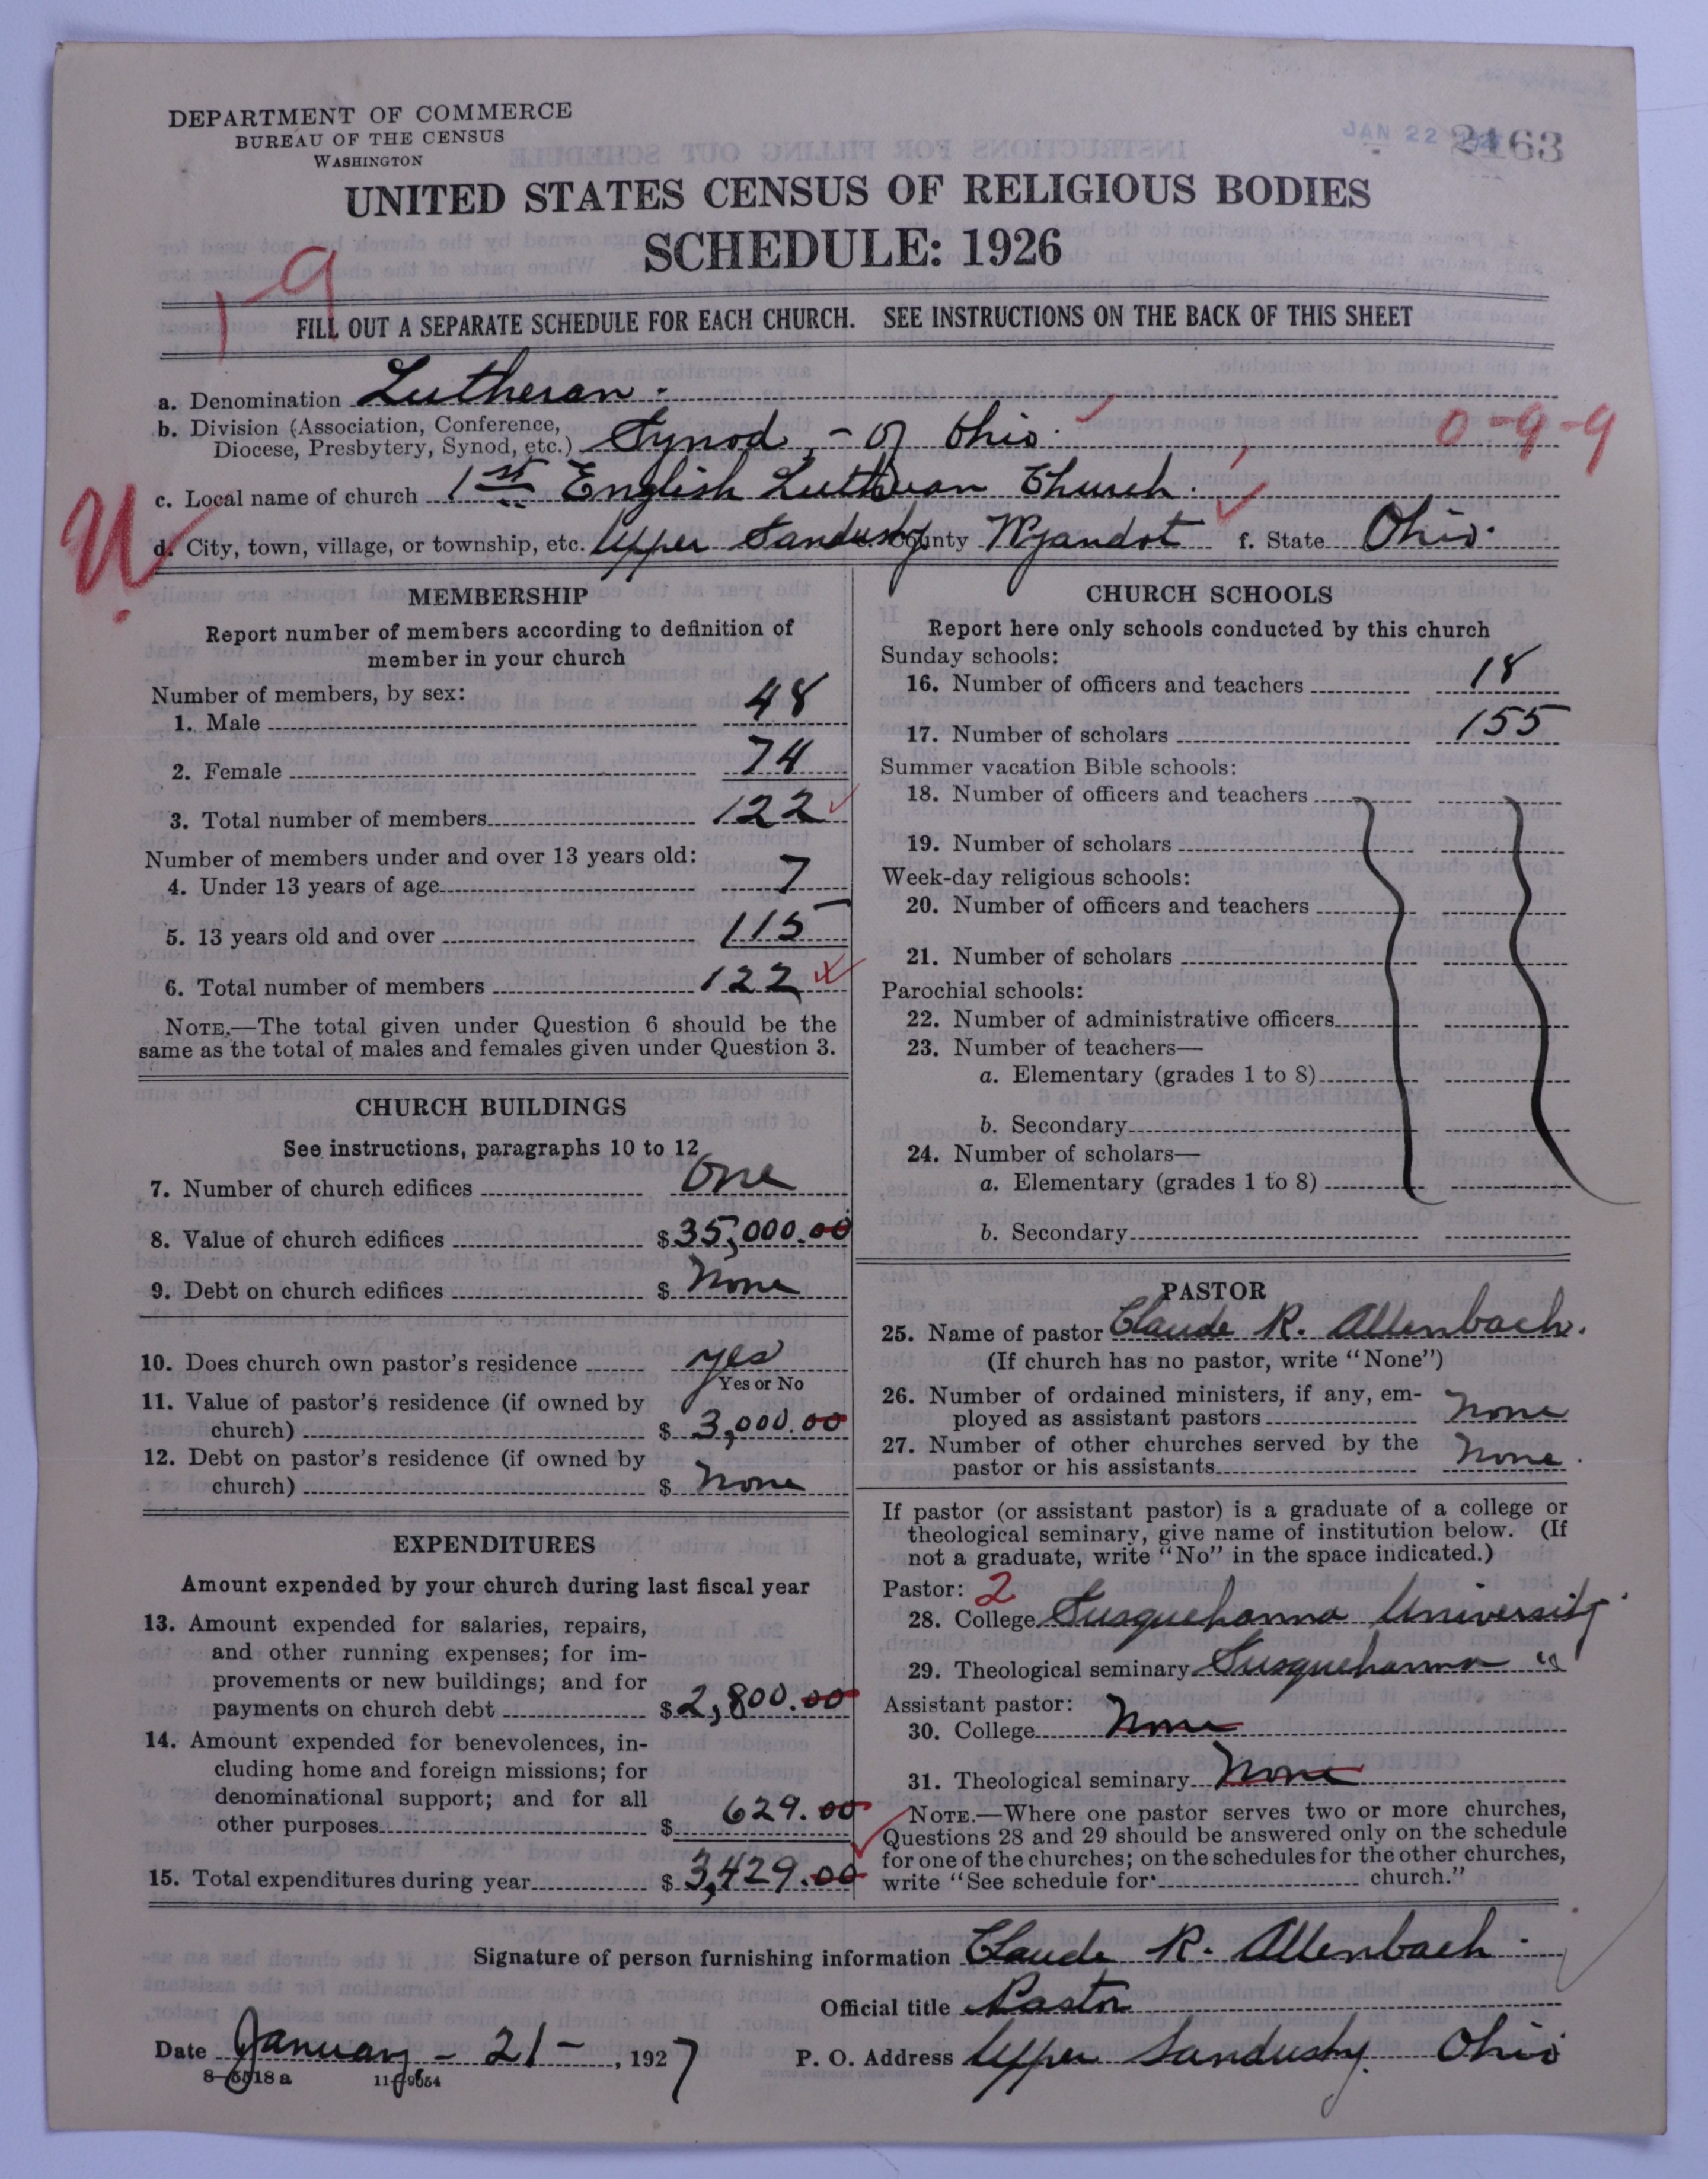 DEPARTMENT OF COMMERCE
BUREAU OF THE CENSUS
WASHINGTON
JAN 22
2163
UNITED STATES CENSUS OF RELIGIOUS BODIES
SCHEDULE: 1926
19
FILL OUT A SEPARATE SCHEDULE FOR EACH CHURCH. SEE INSTRUCTIONS ON THE BACK OF THIS SHEET
a. Denomination Lutheran.
b. Division (Association, Conference,
Diocese, Presbytery, Synod, etc.) Synod - of Ohio.
0-9-9
c. Local name of church 1st English Lutheran Church.
U
d. City, town, village, or township, etc. Upper Sandusky e. County Wyandot f. State Ohio.
MEMBERSHIP
Report number of members according to definition of
member in your church
Number of members, by sex:
1. Male 48
2. Female 74
3. Total number of members 122
Number of members under and over 13 years old:
4. Under 13 years of age 7
5. 13 years old and over 115
6. Total number of members 122
NOTE.—The total given under Question 6 should be the
same as the total of males and females given under Question 3.
CHURCH BUILDINGS
See instructions, paragraphs 10 to 12
7. Number of church edifices One
8. Value of church edifices $ 35,000.00
9. Debt on church edifices $ None
10. Does church own pastor's residence yes
Yes or No
11. Value of pastor's residence (if owned by
church) $ 3,000.00
12. Debt on pastor's residence (if owned by
church) $ None
EXPENDITURES
Amount expended by your church during last fiscal year
13. Amount expended for salaries, repairs,
and other running expenses; for im-
provements or new buildings; and for
payments on church debt $ 2,800.00
14. Amount expended for benevolences, in-
cluding home and foreign missions; for
denominational support; and for all
other purposes $ 629.00
15. Total expenditures during year $ 3,429.00
CHURCH SCHOOLS
Report here only schools conducted by this church
Sunday schools:
16. Number of officers and teachers 18
17. Number of scholars 155
Summer vacation Bible schools:
18. Number of officers and teachers
19. Number of scholars
Week-day religious schools:
20. Number of officers and teachers
21. Number of scholars
Parochial schools:
22. Number of administrative officers
23. Number of teachers—
a. Elementary (grades 1 to 8)
b. Secondary
24. Number of scholars—
a. Elementary (grades 1 to 8)
b. Secondary
PASTOR
25. Name of pastor Claude R. Allenbach.
(If church has no pastor, write "None")
26. Number of ordained ministers, if any, em-
ployed as assistant pastors None
27. Number of other churches served by the
pastor or his assistants None.
If pastor (or assistant pastor) is a graduate of a college or
theological seminary, give name of institution below. (If
not a graduate, write "No" in the space indicated.)
Pastor: 2
28. College Susquehanna University
29. Theological seminary Susquehanna "
Assistant pastor:
30. College None
31. Theological seminary None
NOTE.—Where one pastor serves two or more churches,
Questions 28 and 29 should be answered only on the schedule
for one of the churches; on the schedules for the other churches,
write "See schedule for church."
Signature of person furnishing information Claude R. Allenbach.
Official title Pastor
Date January - 21 - , 1927 P. O. Address Upper Sandusky. Ohio
8-5518 a 11-9054